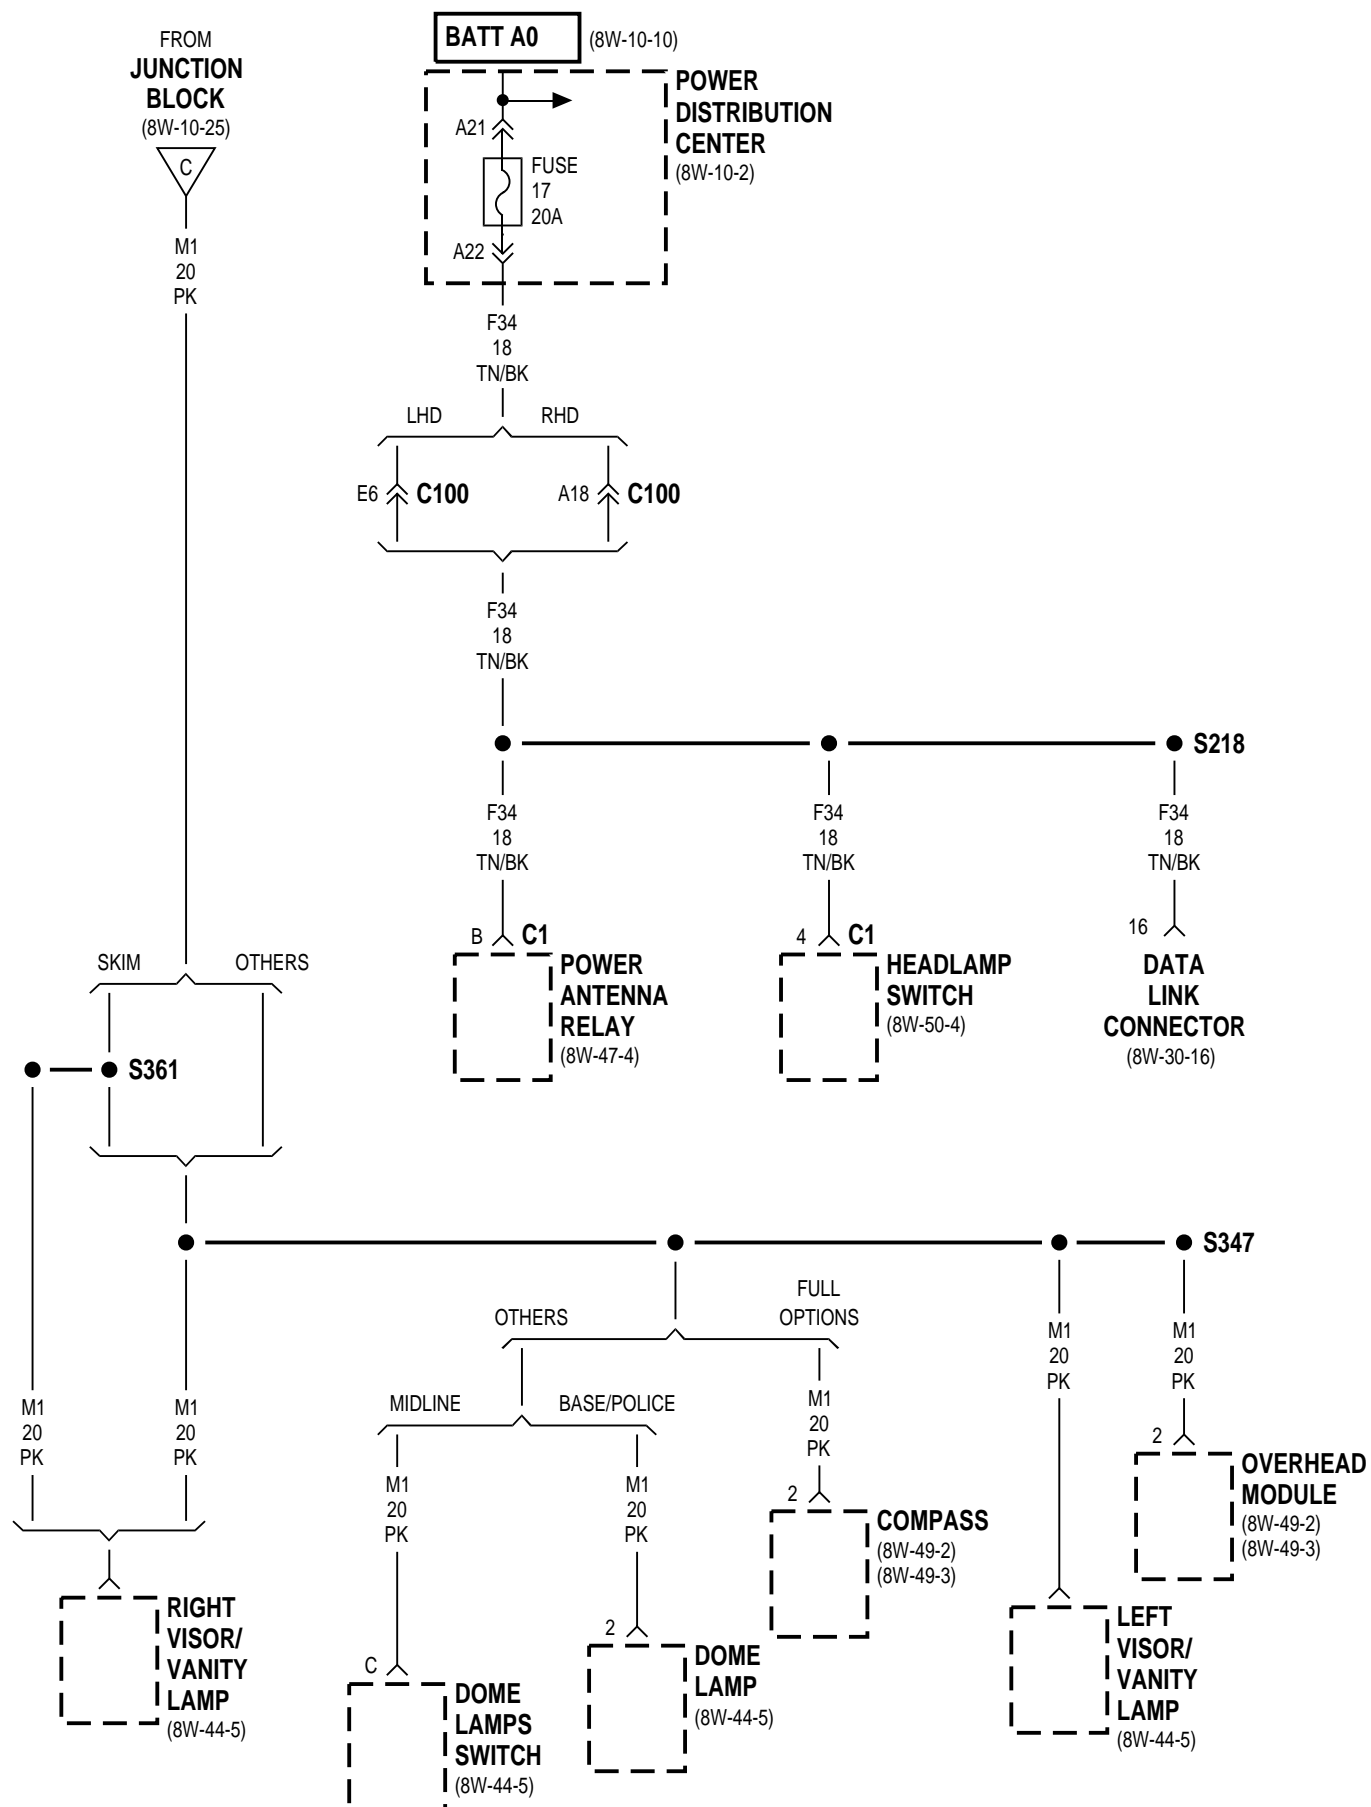 FROM
JUNCTION
BLOCK
(8W-10-25)
C
M1
20
PK
BATT A0
(8W-10-10)
POWER
DISTRIBUTION
CENTER
(8W-10-2)
A21
FUSE
17
20A
A22
F34
18
TN/BK
LHD
RHD
E6
C100
A18
C100
F34
18
TN/BK
S218
F34
18
TN/BK
F34
18
TN/BK
F34
18
TN/BK
B
C1
POWER
ANTENNA
RELAY
(8W-47-4)
4
C1
HEADLAMP
SWITCH
(8W-50-4)
16
DATA
LINK
CONNECTOR
(8W-30-16)
SKIM
OTHERS
S361
S347
OTHERS
FULL
OPTIONS
MIDLINE
BASE/POLICE
M1
20
PK
M1
20
PK
M1
20
PK
M1
20
PK
M1
20
PK
M1
20
PK
M1
20
PK
RIGHT
VISOR/
VANITY
LAMP
(8W-44-5)
C
DOME
LAMPS
SWITCH
(8W-44-5)
2
DOME
LAMP
(8W-44-5)
2
COMPASS
(8W-49-2)
(8W-49-3)
LEFT
VISOR/
VANITY
LAMP
(8W-44-5)
2
OVERHEAD
MODULE
(8W-49-2)
(8W-49-3)